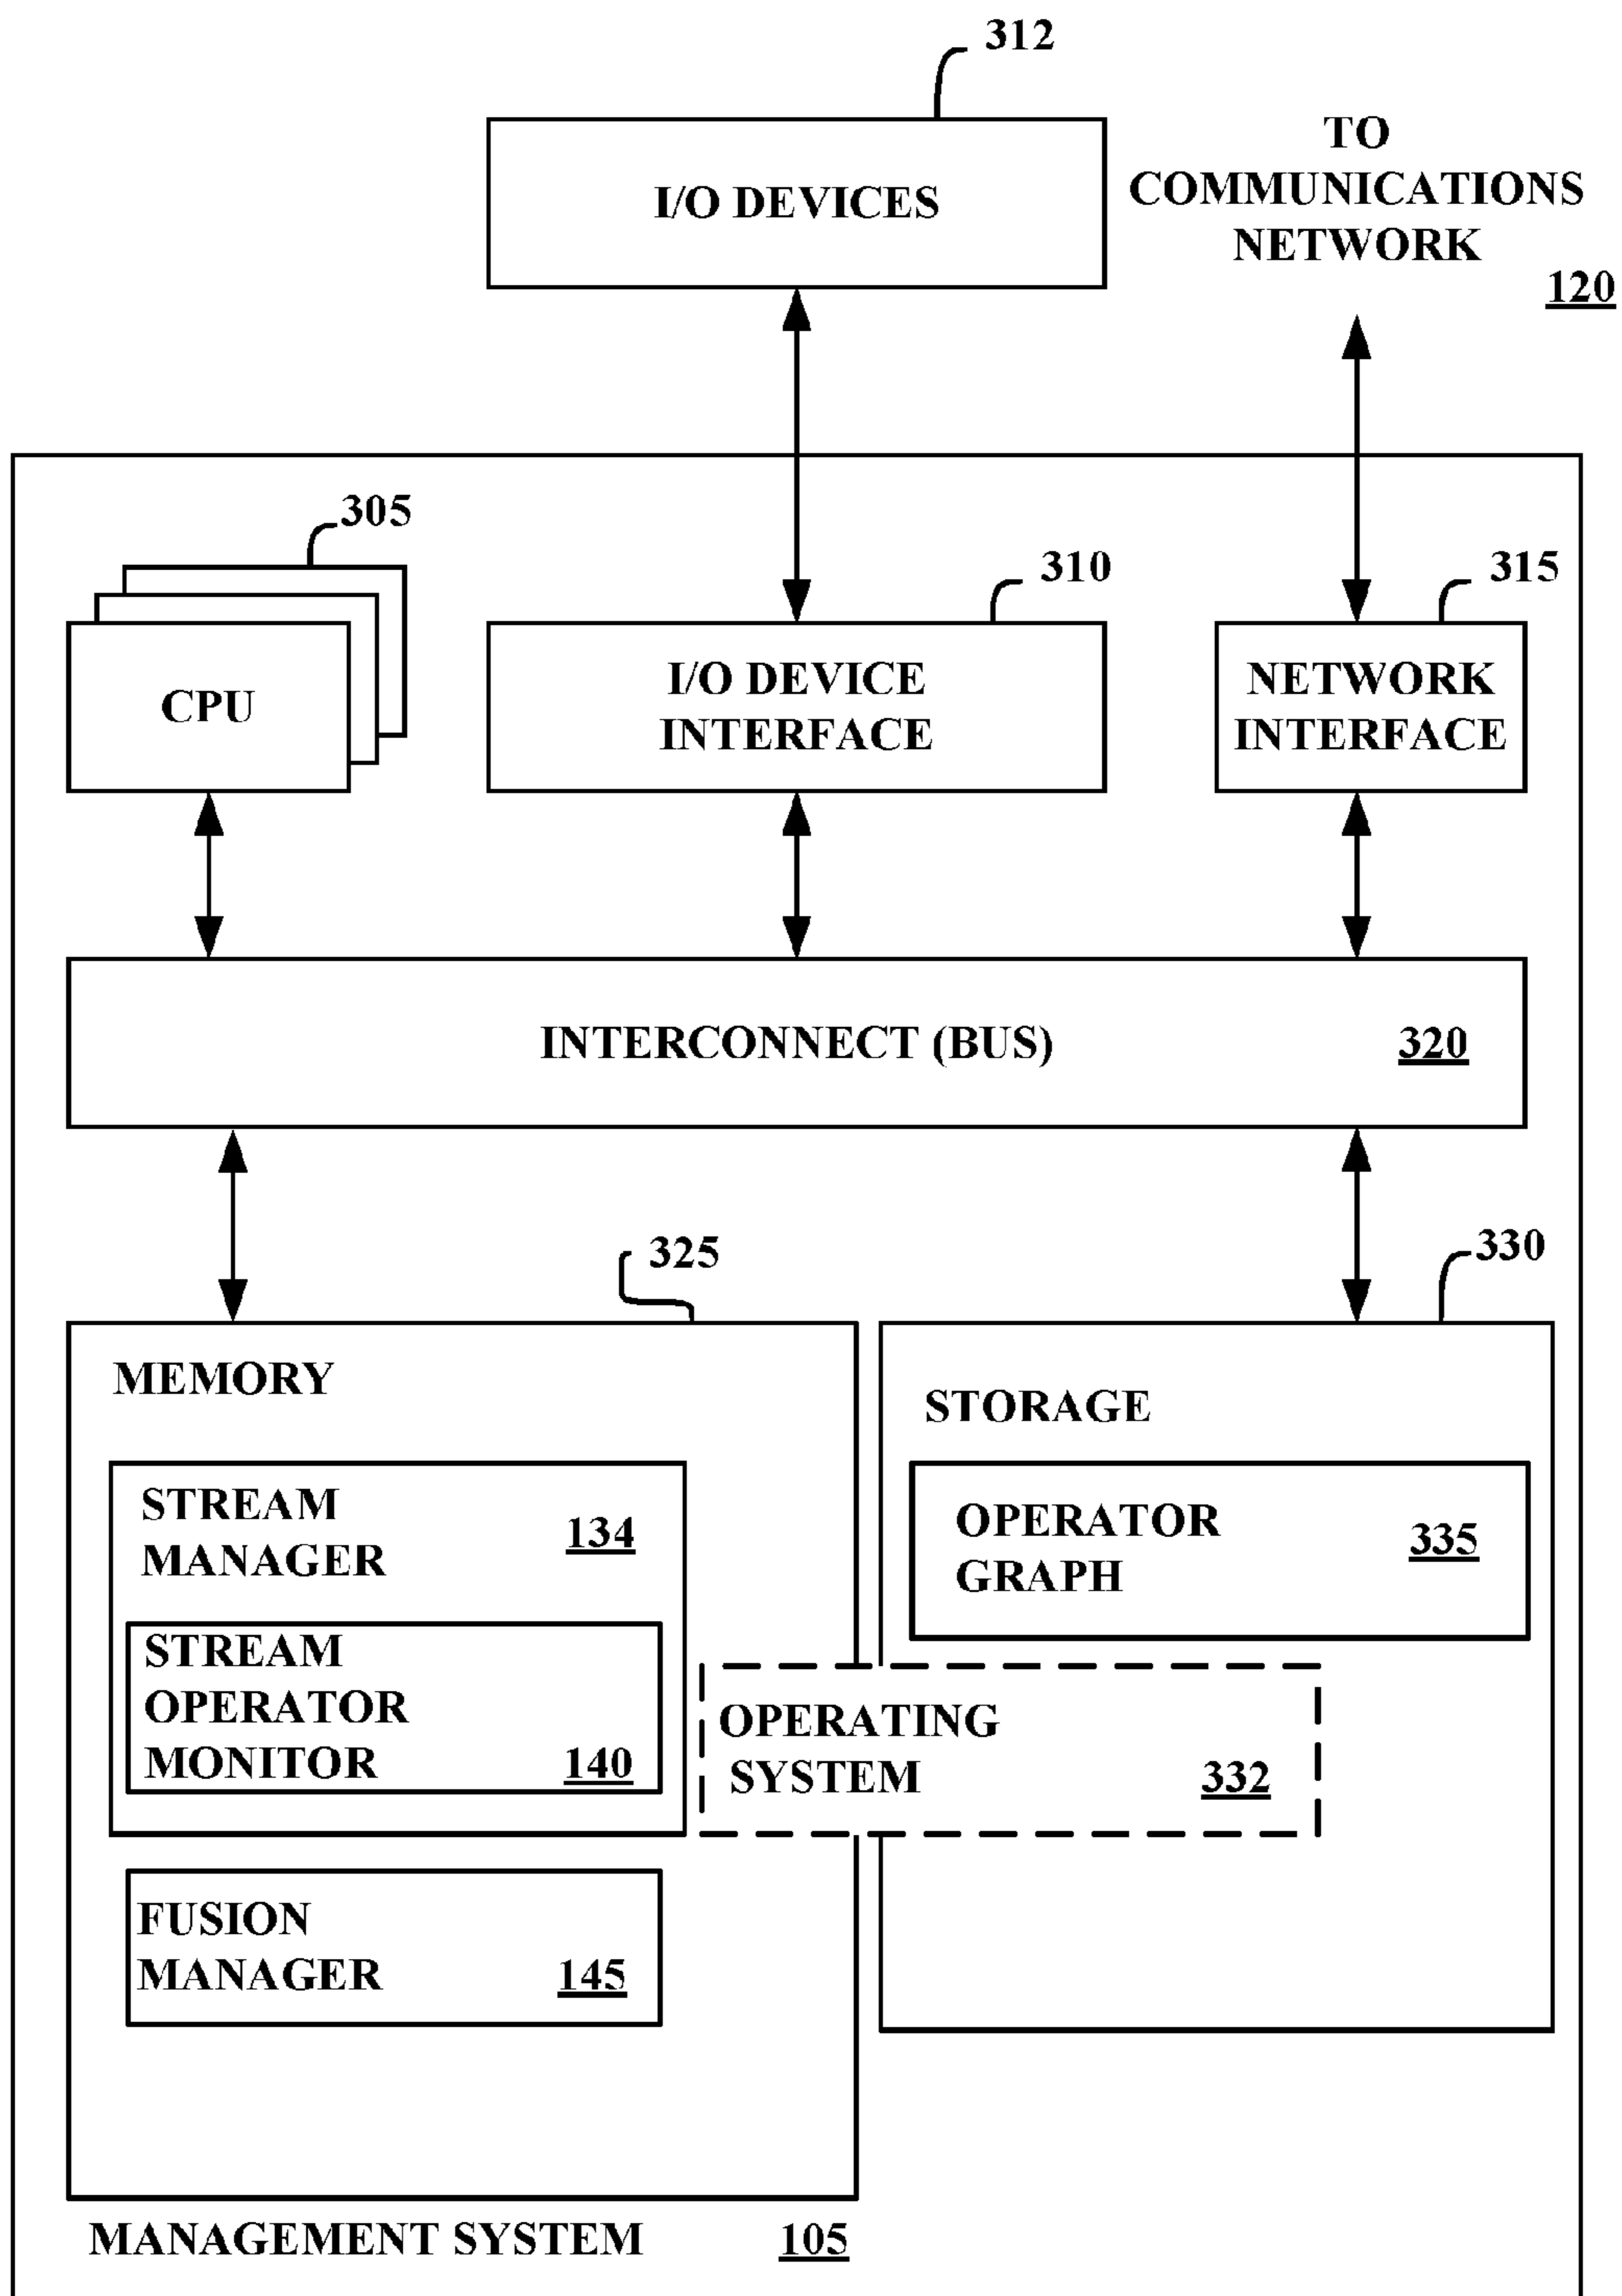 312
I/O DEVICES
TO
COMMUNICATIONS
NETWORK
120
305
310
315
CPU
I/O DEVICE
INTERFACE
NETWORK
INTERFACE
INTERCONNECT (BUS)
320
325
330
MEMORY
STREAM
MANAGER
134
STREAM
OPERATOR
MONITOR
140
FUSION
MANAGER
145
STORAGE
OPERATOR
GRAPH
335
OPERATING
SYSTEM
332
MANAGEMENT SYSTEM
105